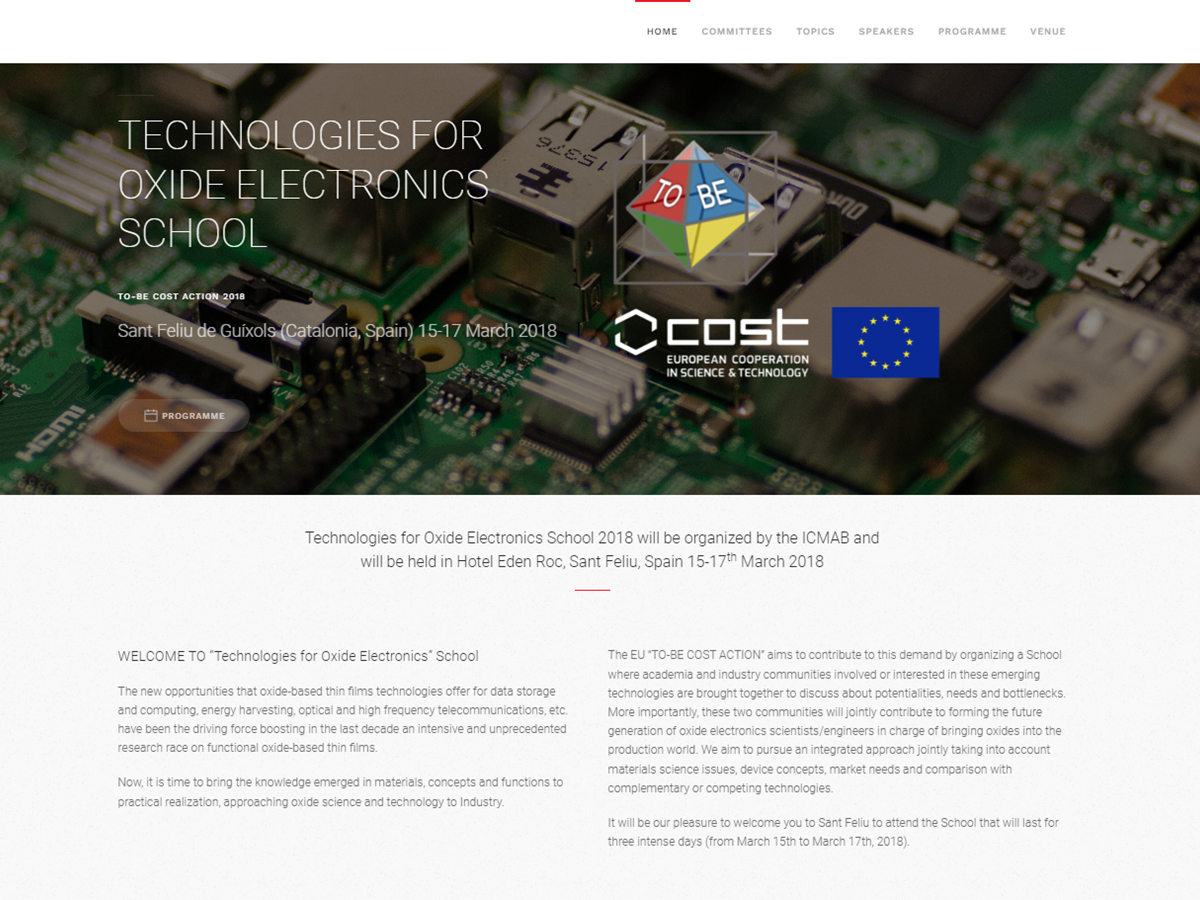 HOME COMMITTEES TOPICS SPEAKERS PROGRAMME VENUE
TECHNOLOGIES FOR
OXIDE ELECTRONICS
SCHOOL
TO-BE COST ACTION 2018
Sant Feliu de Guíxols (Catalonia, Spain) 15-17 March 2018
PROGRAMME
15376
TO BE
cost
EUROPEAN COOPERATION
IN SCIENCE & TECHNOLOGY
HDMI
Technologies for Oxide Electronics School 2018 will be organized by the ICMAB and
will be held in Hotel Eden Roc, Sant Feliu, Spain 15-17th March 2018
WELCOME TO “Technologies for Oxide Electronics” School
The new opportunities that oxide-based thin films technologies offer for data storage
and computing, energy harvesting, optical and high frequency telecommunications, etc.
have been the driving force boosting in the last decade an intensive and unprecedented
research race on functional oxide-based thin films.
Now, it is time to bring the knowledge emerged in materials, concepts and functions to
practical realization, approaching oxide science and technology to Industry.
The EU “TO-BE COST ACTION” aims to contribute to this demand by organizing a School
where academia and industry communities involved or interested in these emerging
technologies are brought together to discuss about potentialities, needs and bottlenecks.
More importantly, these two communities will jointly contribute to forming the future
generation of oxide electronics scientists/engineers in charge of bringing oxides into the
production world. We aim to pursue an integrated approach jointly taking into account
materials science issues, device concepts, market needs and comparison with
complementary or competing technologies.
It will be our pleasure to welcome you to Sant Feliu to attend the School that will last for
three intense days (from March 15th to March 17th, 2018).